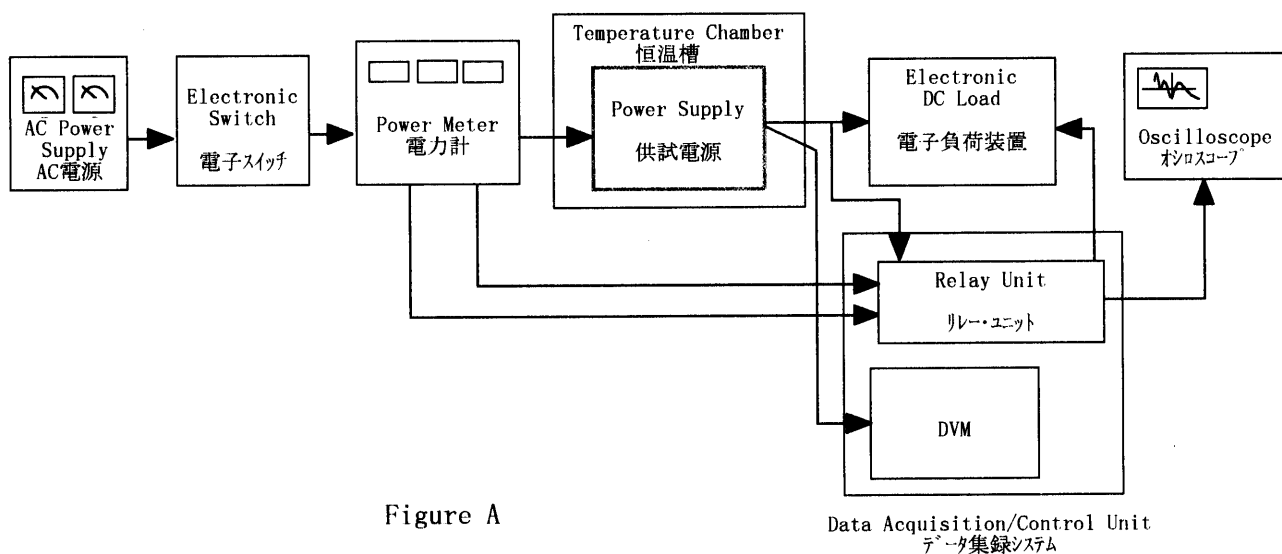 AC Power
Supply
AC電源
Electronic
Switch
電子スイッチ
Power Meter
電力計
Temperature Chamber
恒温槽
Power Supply
供試電源
Electronic
DC Load
電子負荷装置
Oscilloscope
オシロスコープ
Relay Unit
リレー・ユニット
DVM
Figure A
Data Acquisition/Control Unit
データ集録システム